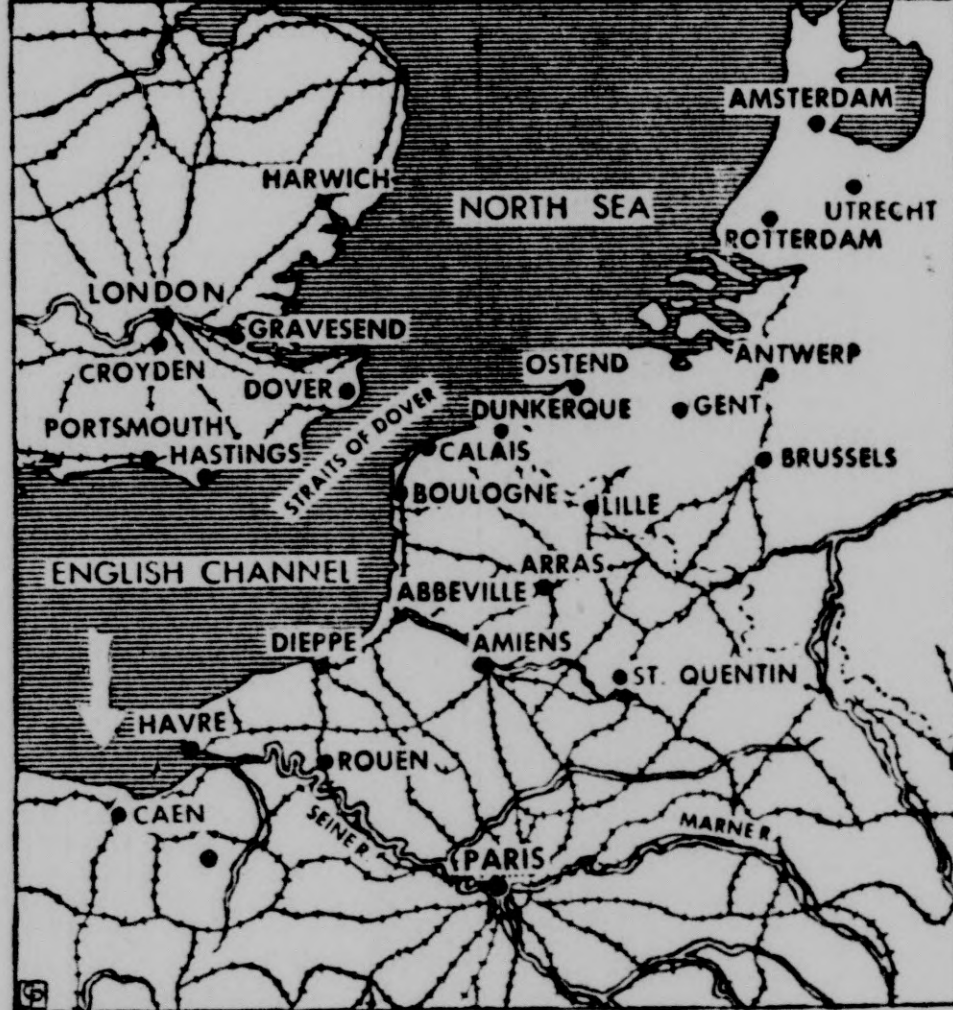 AMSTERDAM
HARWICH
NORTH SEA
UTRECHT
ROTTERDAM
LONDON
GRAVESEND
CROYDEN
DOVER
OSTEND
ANTWERP
PORTSMOUTH
HASTINGS
STRAITS OF DOVER
DUNKERQUE
GENT
CALAIS
BRUSSELS
BOULOGNE
LILLE
ENGLISH CHANNEL
ARRAS
ABBEVILLE
DIEPPE
AMIENS
ST. QUENTIN
HAVRE
ROUEN
CAEN
SEINE R.
MARNE R.
PARIS
CP